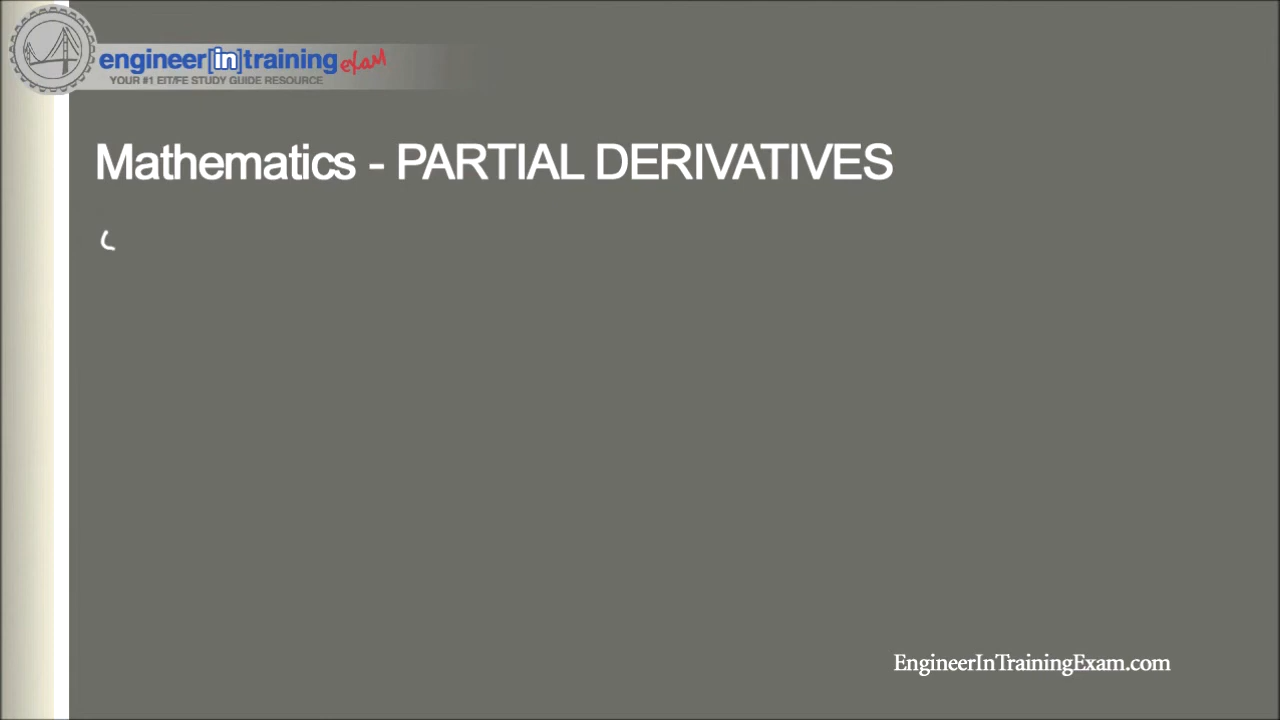 engineer[in]training exam
YOUR #1 EIT/FE STUDY GUIDE RESOURCE
Mathematics - PARTIAL DERIVATIVES
EngineerInTrainingExam.com